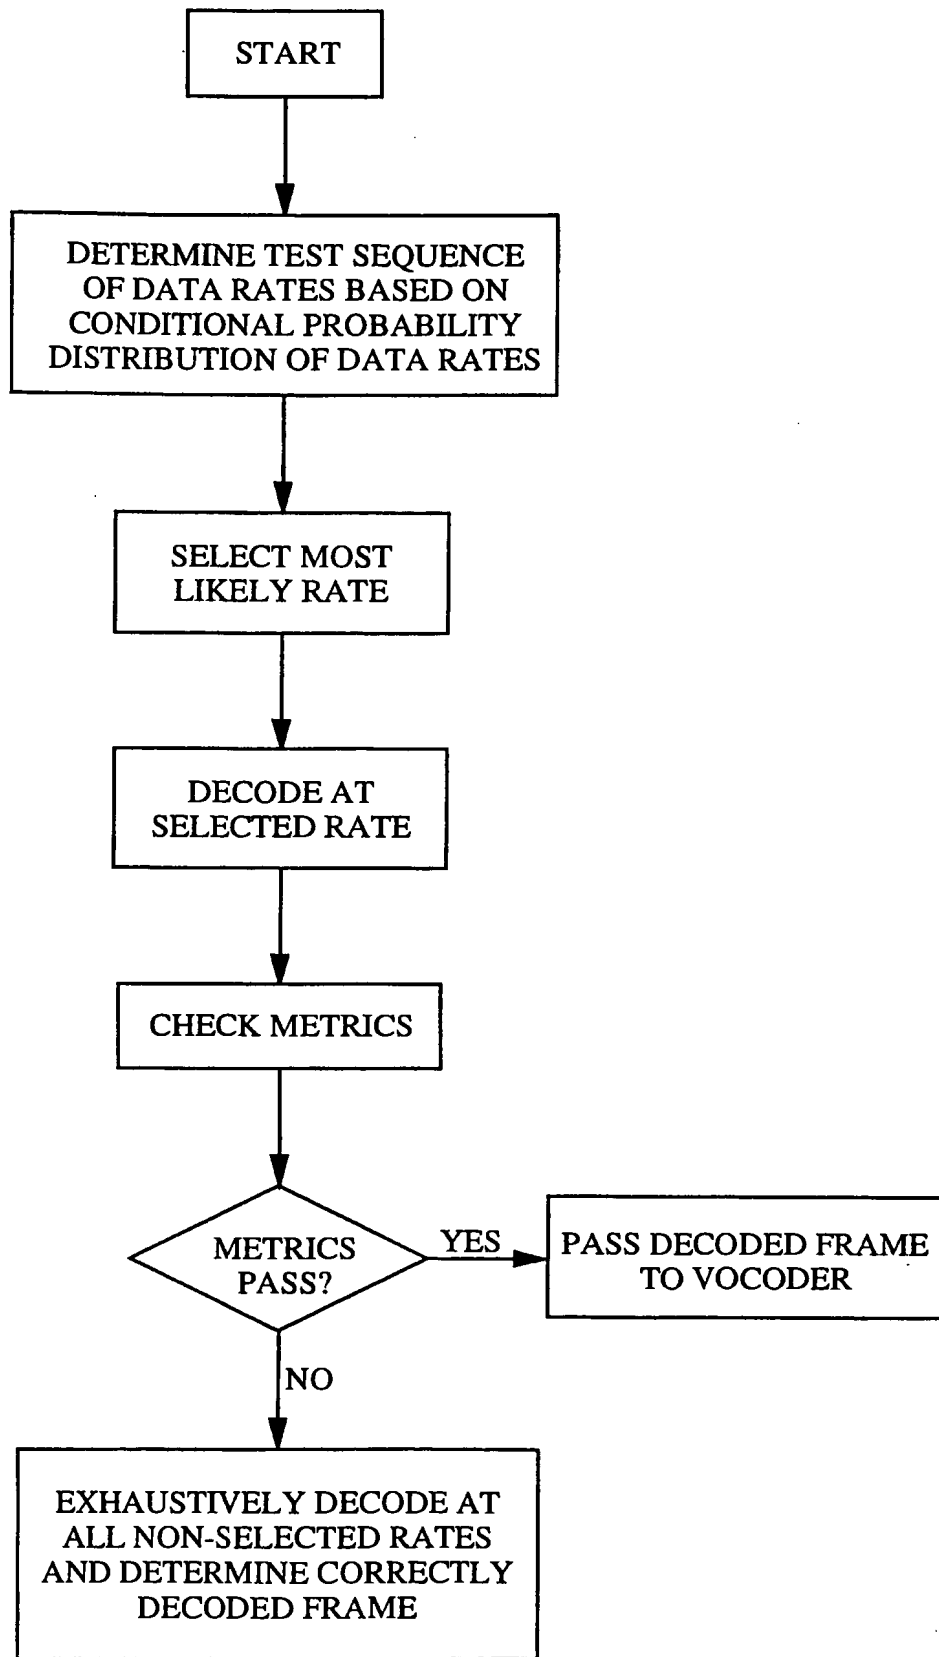 START
DETERMINE TEST SEQUENCE
OF DATA RATES BASED ON
CONDITIONAL PROBABILITY
DISTRIBUTION OF DATA RATES
SELECT MOST
LIKELY RATE
DECODE AT
SELECTED RATE
CHECK METRICS
METRICS
PASS?
YES
PASS DECODED FRAME
TO VOCODER
NO
EXHAUSTIVELY DECODE AT
ALL NON-SELECTED RATES
AND DETERMINE CORRECTLY
DECODED FRAME